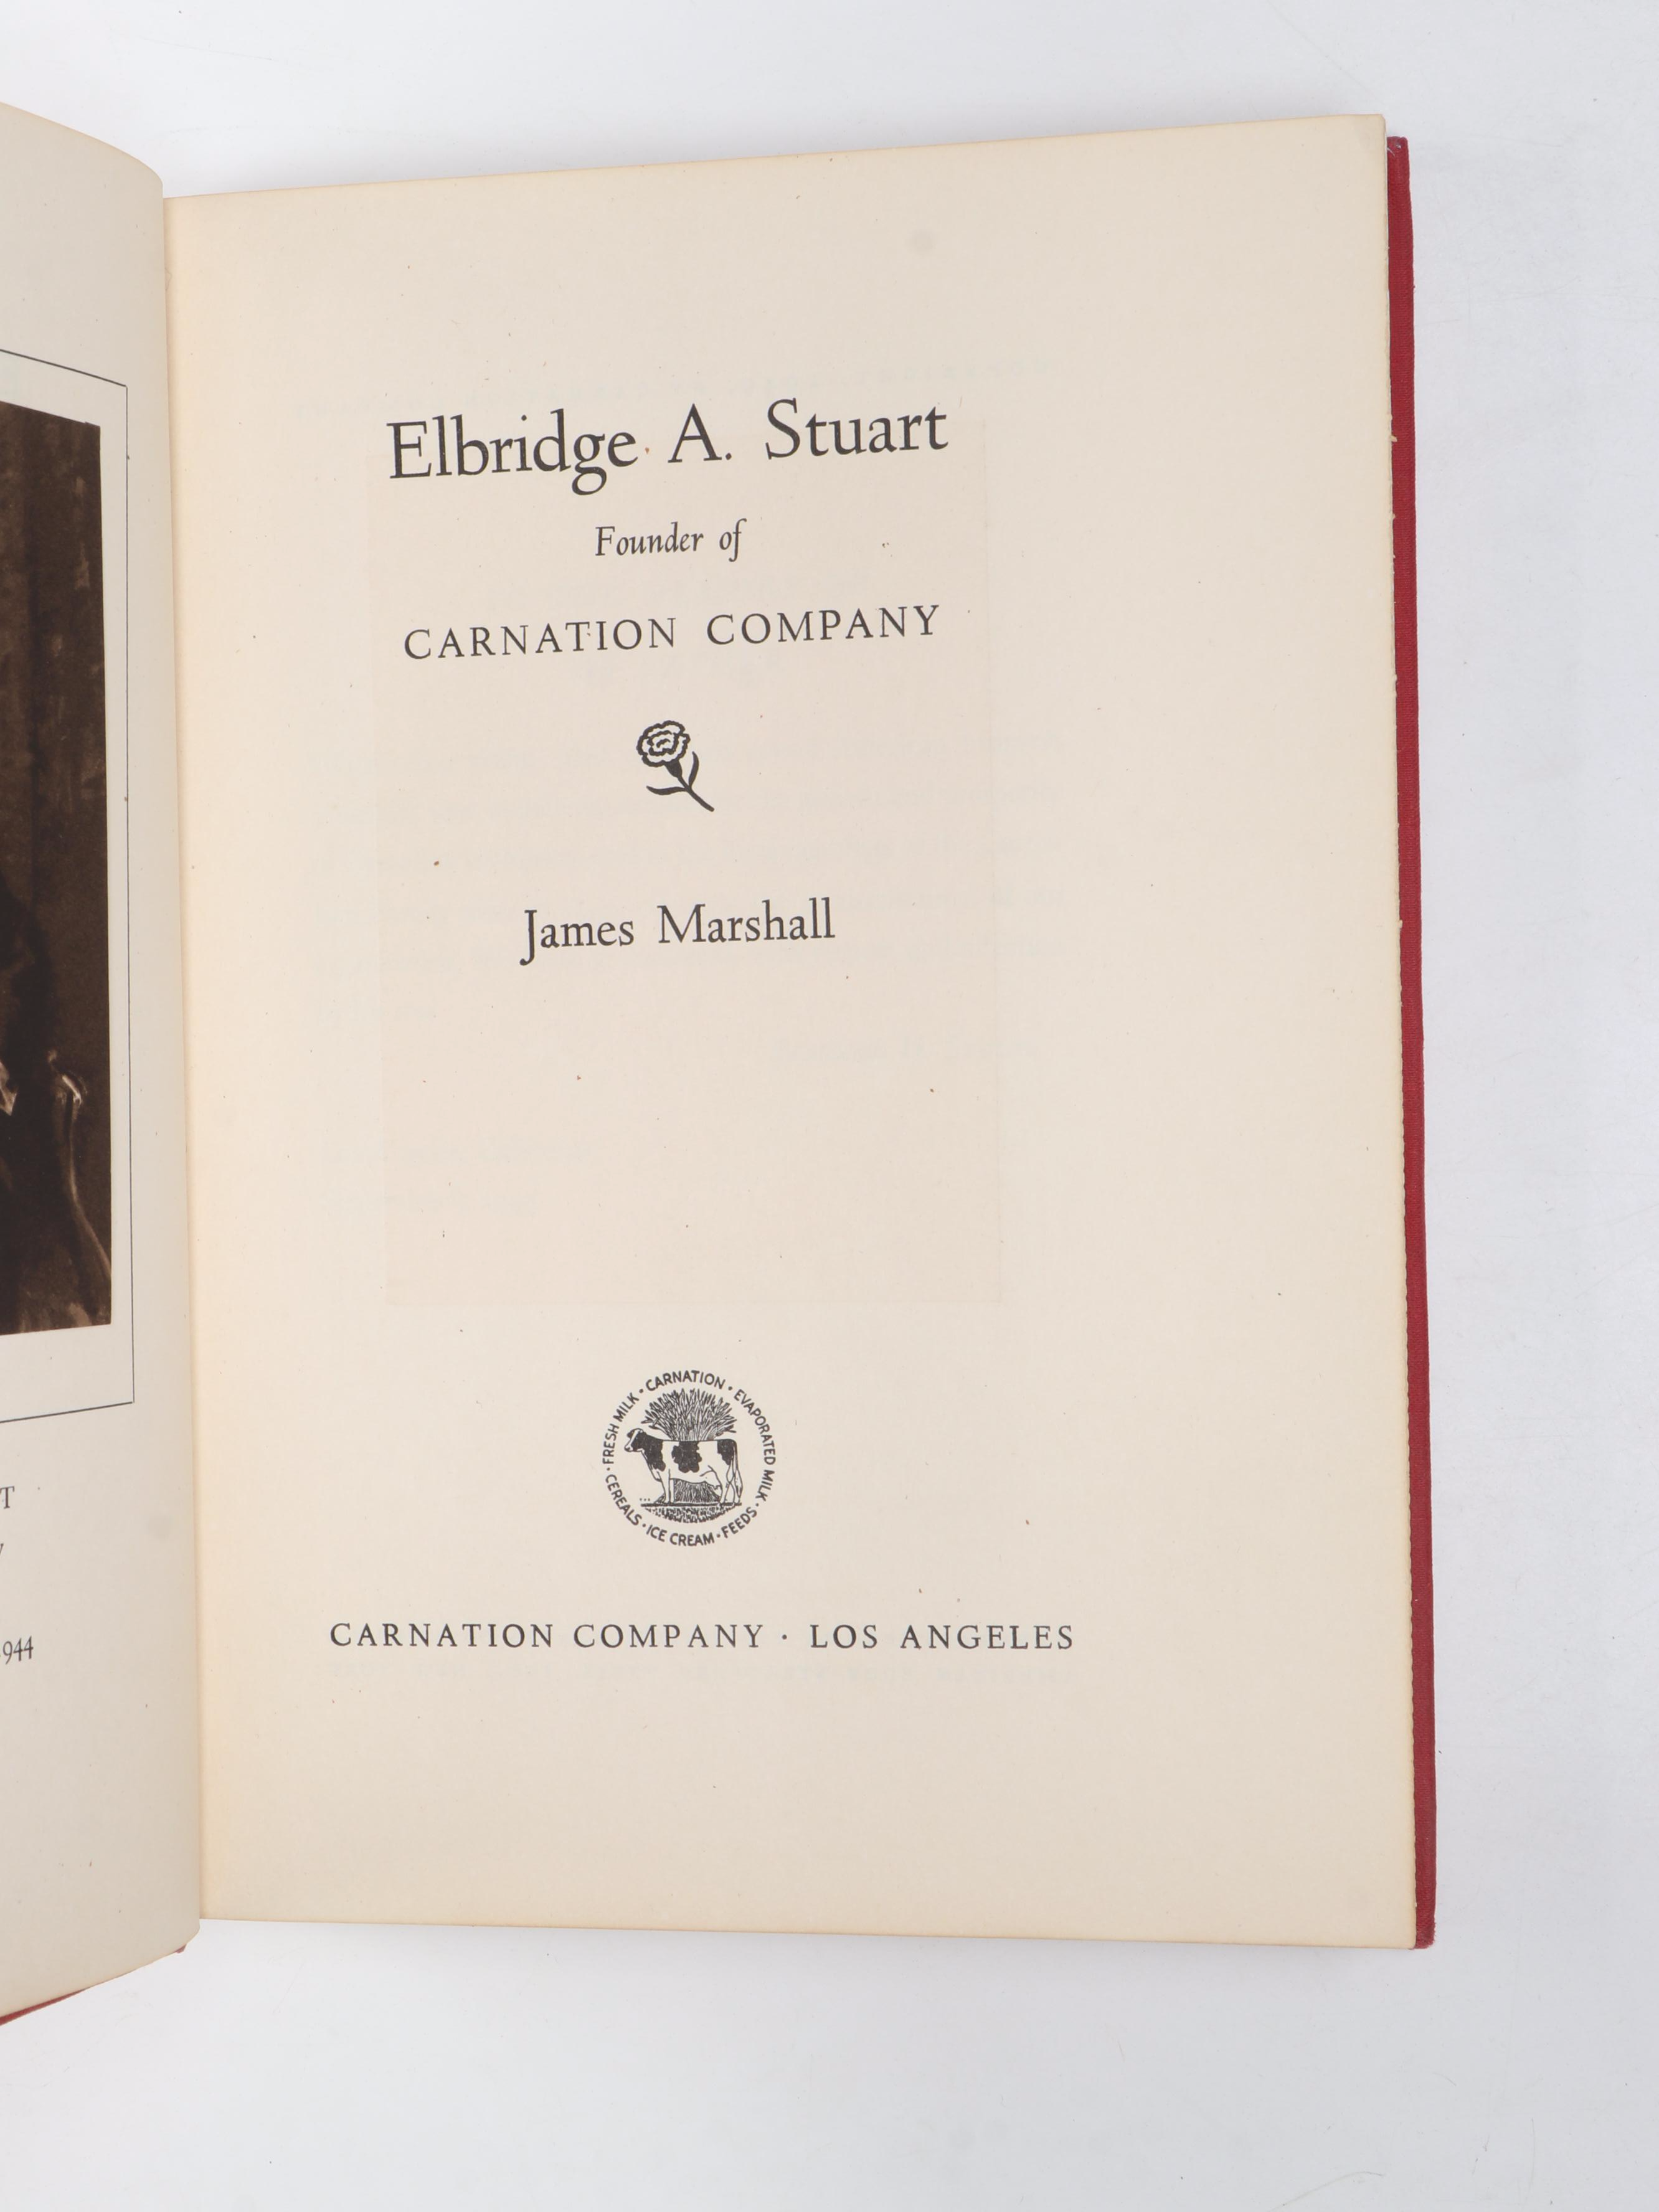 T
944
Elbridge A. Stuart
Founder of
CARNATION COMPANY
James Marshall
· CARNATION · EVAPORATED MILK · FEEDS · ICE CREAM · CEREALS · FRESH MILK
CARNATION COMPANY · LOS ANGELES